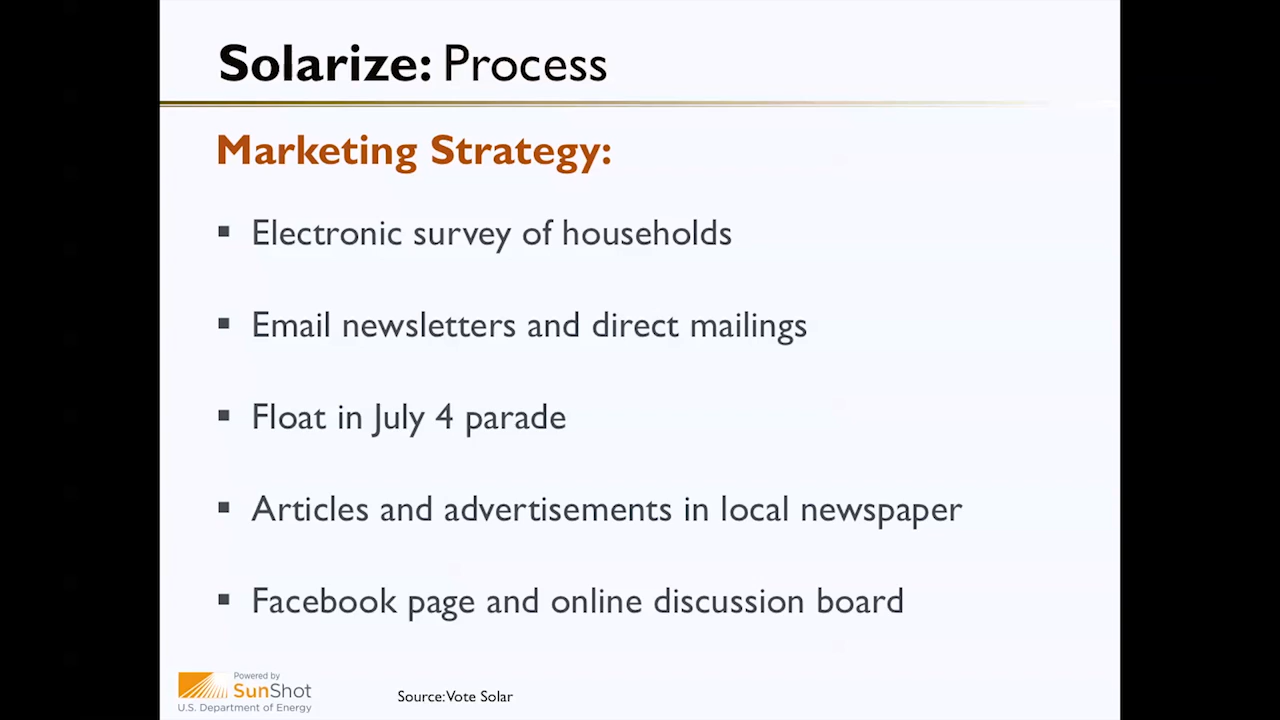 Solarize: Process
Marketing Strategy:
▪ Electronic survey of households
▪ Email newsletters and direct mailings
▪ Float in July 4 parade
▪ Articles and advertisements in local newspaper
▪ Facebook page and online discussion board
Powered by
SunShot
U.S. Department of Energy
Source: Vote Solar